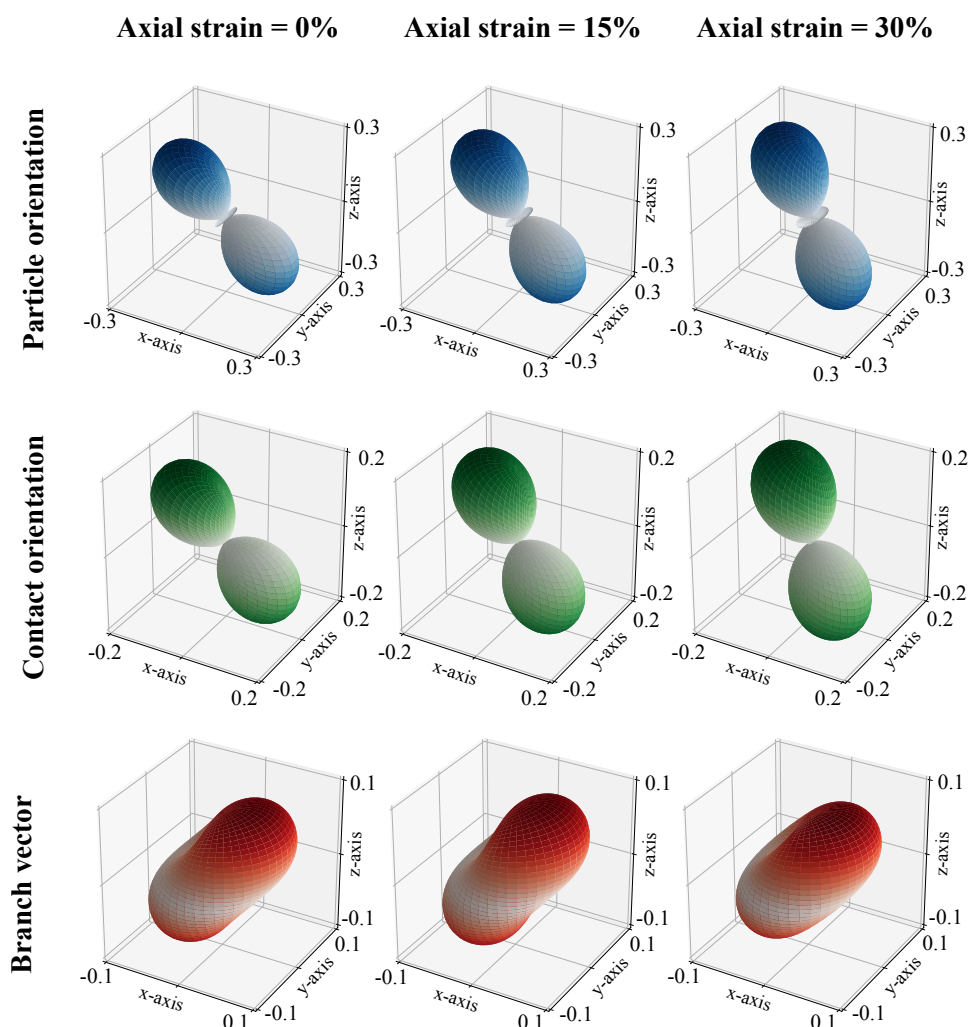 Axial strain = 0%
Axial strain = 15%
Axial strain = 30%
Particle orientation
0.3
z-axis
-0.3
0.3
y-axis
-0.3
-0.3
x-axis
0.3
0.3
z-axis
-0.3
0.3
y-axis
-0.3
-0.3
x-axis
0.3
0.3
z-axis
-0.3
0.3
y-axis
-0.3
-0.3
x-axis
0.3
Contact orientation
0.2
z-axis
-0.2
0.2
y-axis
-0.2
-0.2
x-axis
0.2
0.2
z-axis
-0.2
0.2
y-axis
-0.2
-0.2
x-axis
0.2
0.2
z-axis
-0.2
0.2
y-axis
-0.2
-0.2
x-axis
0.2
Branch vector
0.1
z-axis
-0.1
0.1
y-axis
-0.1
-0.1
x-axis
0.1
0.1
z-axis
-0.1
0.1
y-axis
-0.1
-0.1
x-axis
0.1
0.1
z-axis
-0.1
0.1
y-axis
-0.1
-0.1
x-axis
0.1